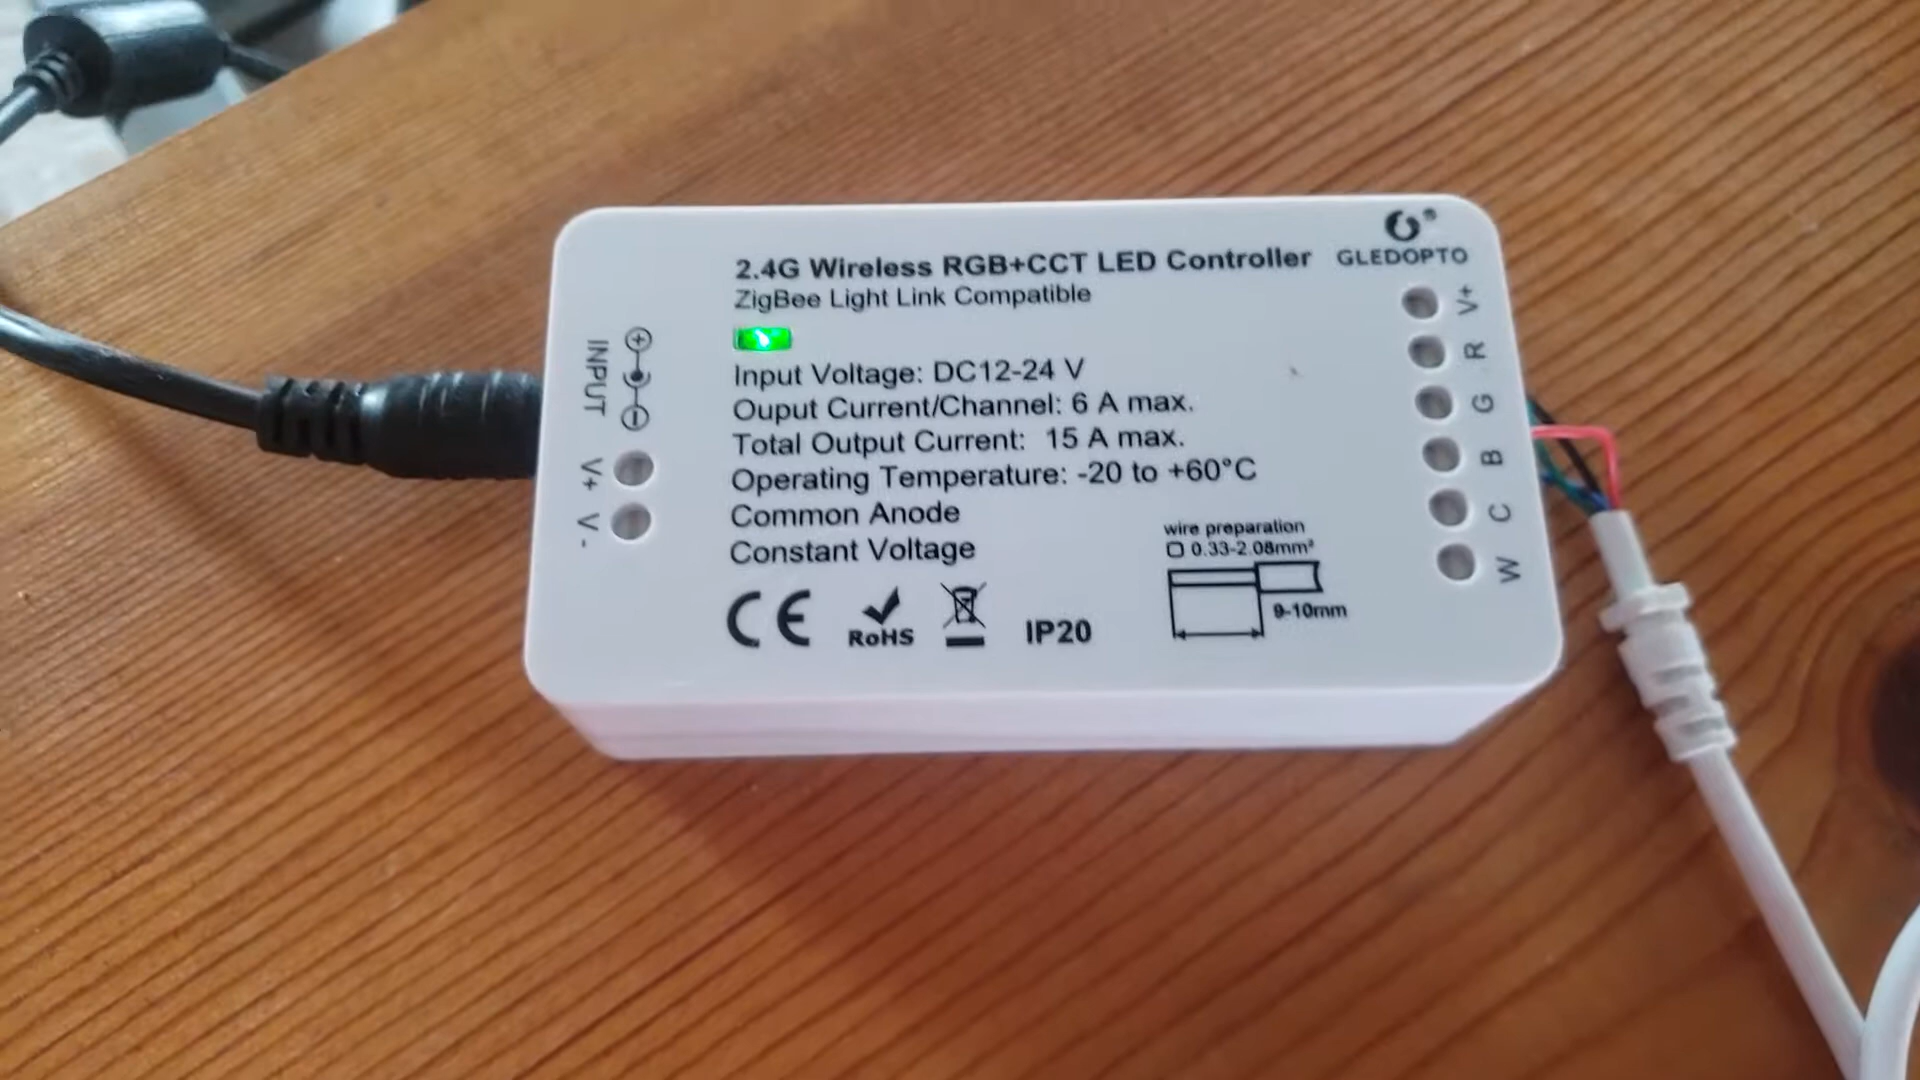 GLEDOPTO
2.4G Wireless RGB+CCT LED Controller
ZigBee Light Link Compatible
Input Voltage: DC12-24 V
Ouput Current/Channel: 6 A max.
Total Output Current: 15 A max.
Operating Temperature: -20 to +60°C
Common Anode
Constant Voltage
CE
RoHS
IP20
wire preparation
0.33-2.08mm²
9-10mm
INPUT
V+
V-
V+
R
G
B
C
W